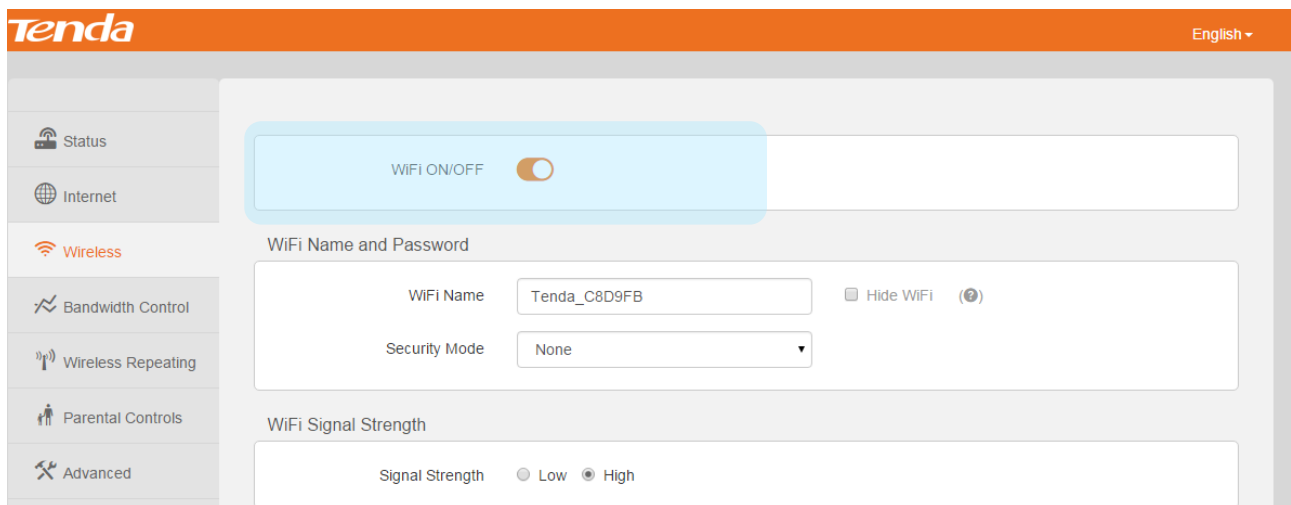 Tenda
English
Status
Internet
Wireless
Bandwidth Control
Wireless Repeating
Parental Controls
Advanced
WiFi ON/OFF
WiFi Name and Password
WiFi Name Tenda_C8D9FB Hide WiFi (?)
Security Mode None
WiFi Signal Strength
Signal Strength Low High